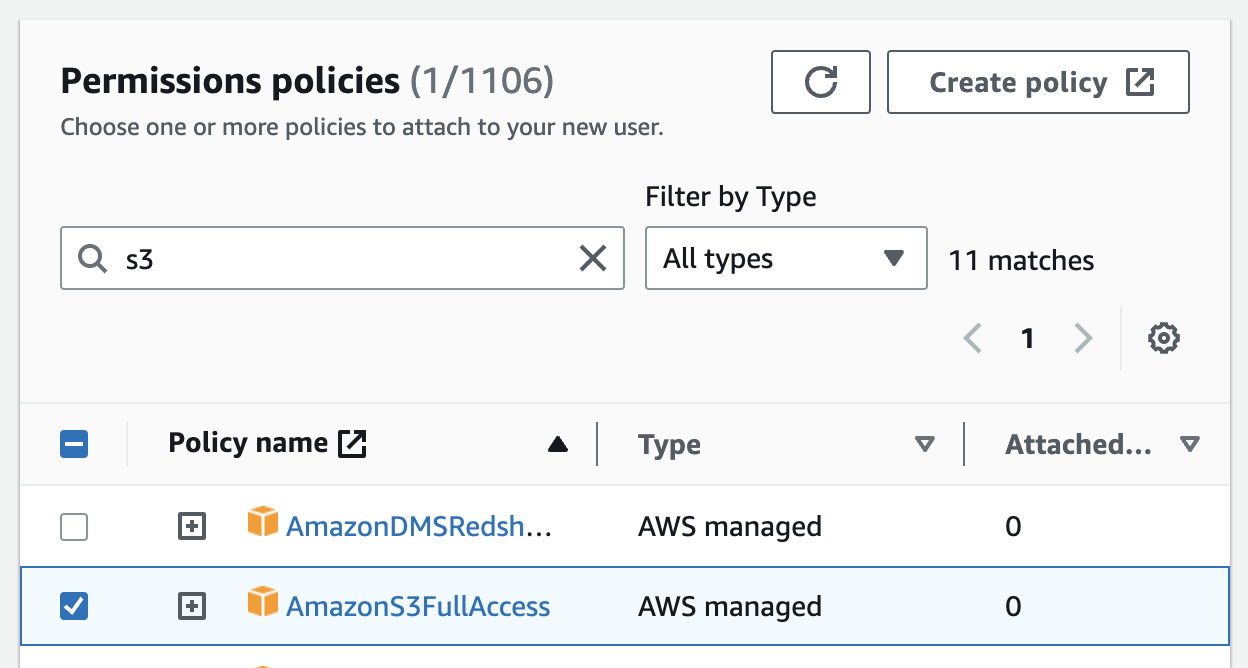 Permissions policies (1/1106)
Create policy
Choose one or more policies to attach to your new user.
Filter by Type
s3
All types
11 matches
1
Policy name
Type
Attached...
AmazonDMSRedsh...
AWS managed
0
AmazonS3FullAccess
AWS managed
0